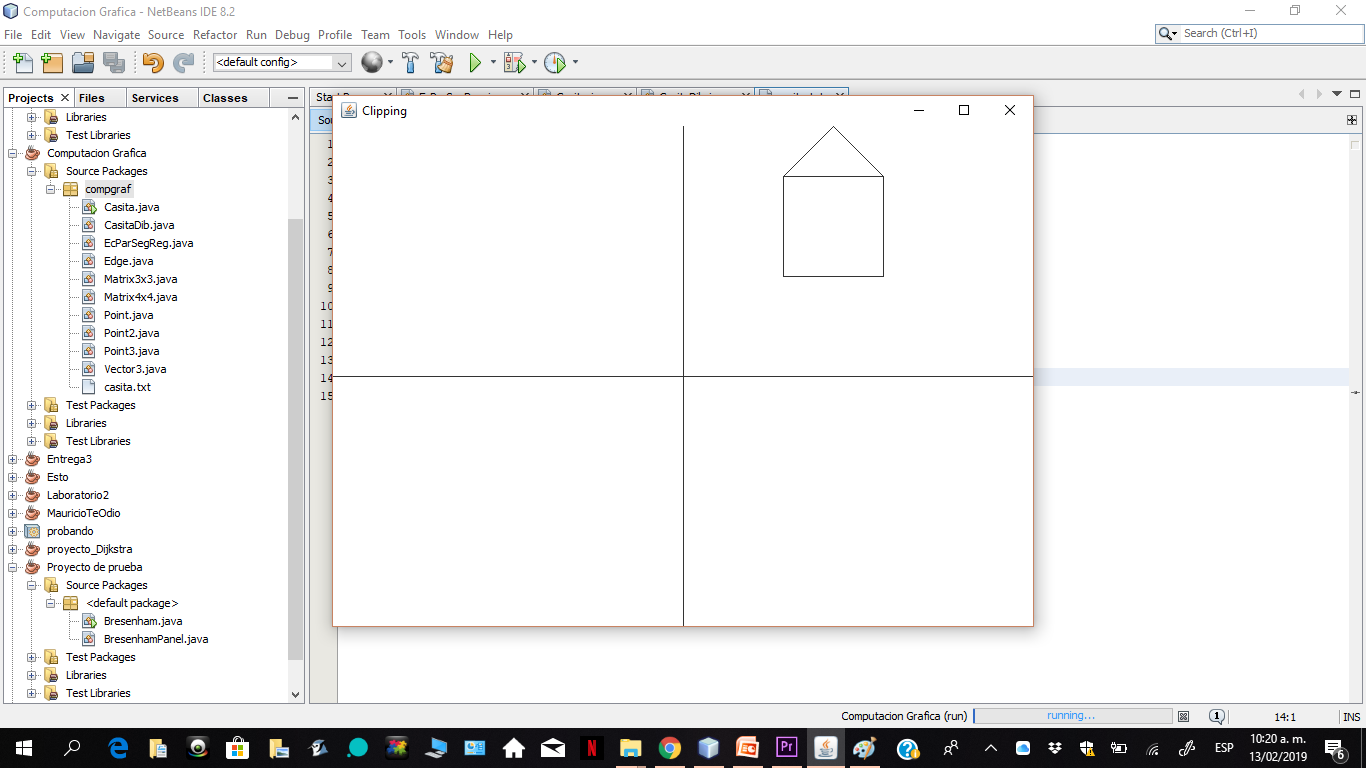 Computacion Grafica - NetBeans IDE 8.2
File Edit View Navigate Source Refactor Run Debug Profile Team Tools Window Help
Search (Ctrl+I)
<default config>
Projects Files Services Classes
Clipping
Libraries
Test Libraries
Computacion Grafica
Source Packages
compgraf
Casita.java
CasitaDib.java
EcParSegReg.java
Edge.java
Matrix3x3.java
Matrix4x4.java
Point.java
Point2.java
Point3.java
Vector3.java
casita.txt
Test Packages
Libraries
Test Libraries
Entrega3
Esto
Laboratorio2
MauricioTeOdio
probando
proyecto_Dijkstra
Proyecto de prueba
Source Packages
<default package>
Bresenham.java
BresenhamPanel.java
Test Packages
Libraries
Test Libraries
1
2
3
4
5
6
7
8
9
10
11
12
13
14
15
Computacion Grafica (run) running... 1 14:1 INS
ESP 10:20 a. m.
13/02/2019 6